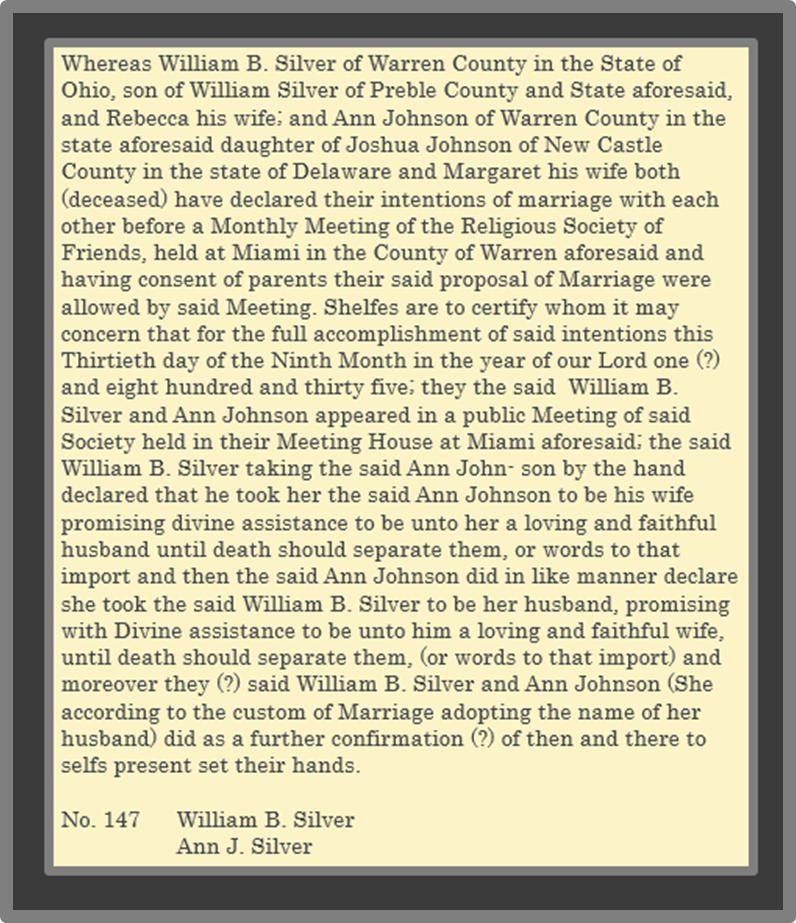 Whereas William B. Silver of Warren County in the State of
Ohio, son of William Silver of Preble County and State aforesaid,
and Rebecca his wife; and Ann Johnson of Warren County in the
state aforesaid daughter of Joshua Johnson of New Castle
County in the state of Delaware and Margaret his wife both
(deceased) have declared their intentions of marriage with each
other before a Monthly Meeting of the Religious Society of
Friends, held at Miami in the County of Warren aforesaid and
having consent of parents their said proposal of Marriage were
allowed by said Meeting. Shelfes are to certify whom it may
concern that for the full accomplishment of said intentions this
Thirtieth day of the Ninth Month in the year of our Lord one (?)
and eight hundred and thirty five; they the said  William B.
Silver and Ann Johnson appeared in a public Meeting of said
Society held in their Meeting House at Miami aforesaid; the said
William B. Silver taking the said Ann John- son by the hand
declared that he took her the said Ann Johnson to be his wife
promising divine assistance to be unto her a loving and faithful
husband until death should separate them, or words to that
import and then the said Ann Johnson did in like manner declare
she took the said William B. Silver to be her husband, promising
with Divine assistance to be unto him a loving and faithful wife,
until death should separate them, (or words to that import) and
moreover they (?) said William B. Silver and Ann Johnson (She
according to the custom of Marriage adopting the name of her
husband) did as a further confirmation (?) of then and there to
selfs present set their hands.
No. 147 William B. Silver
Ann J. Silver